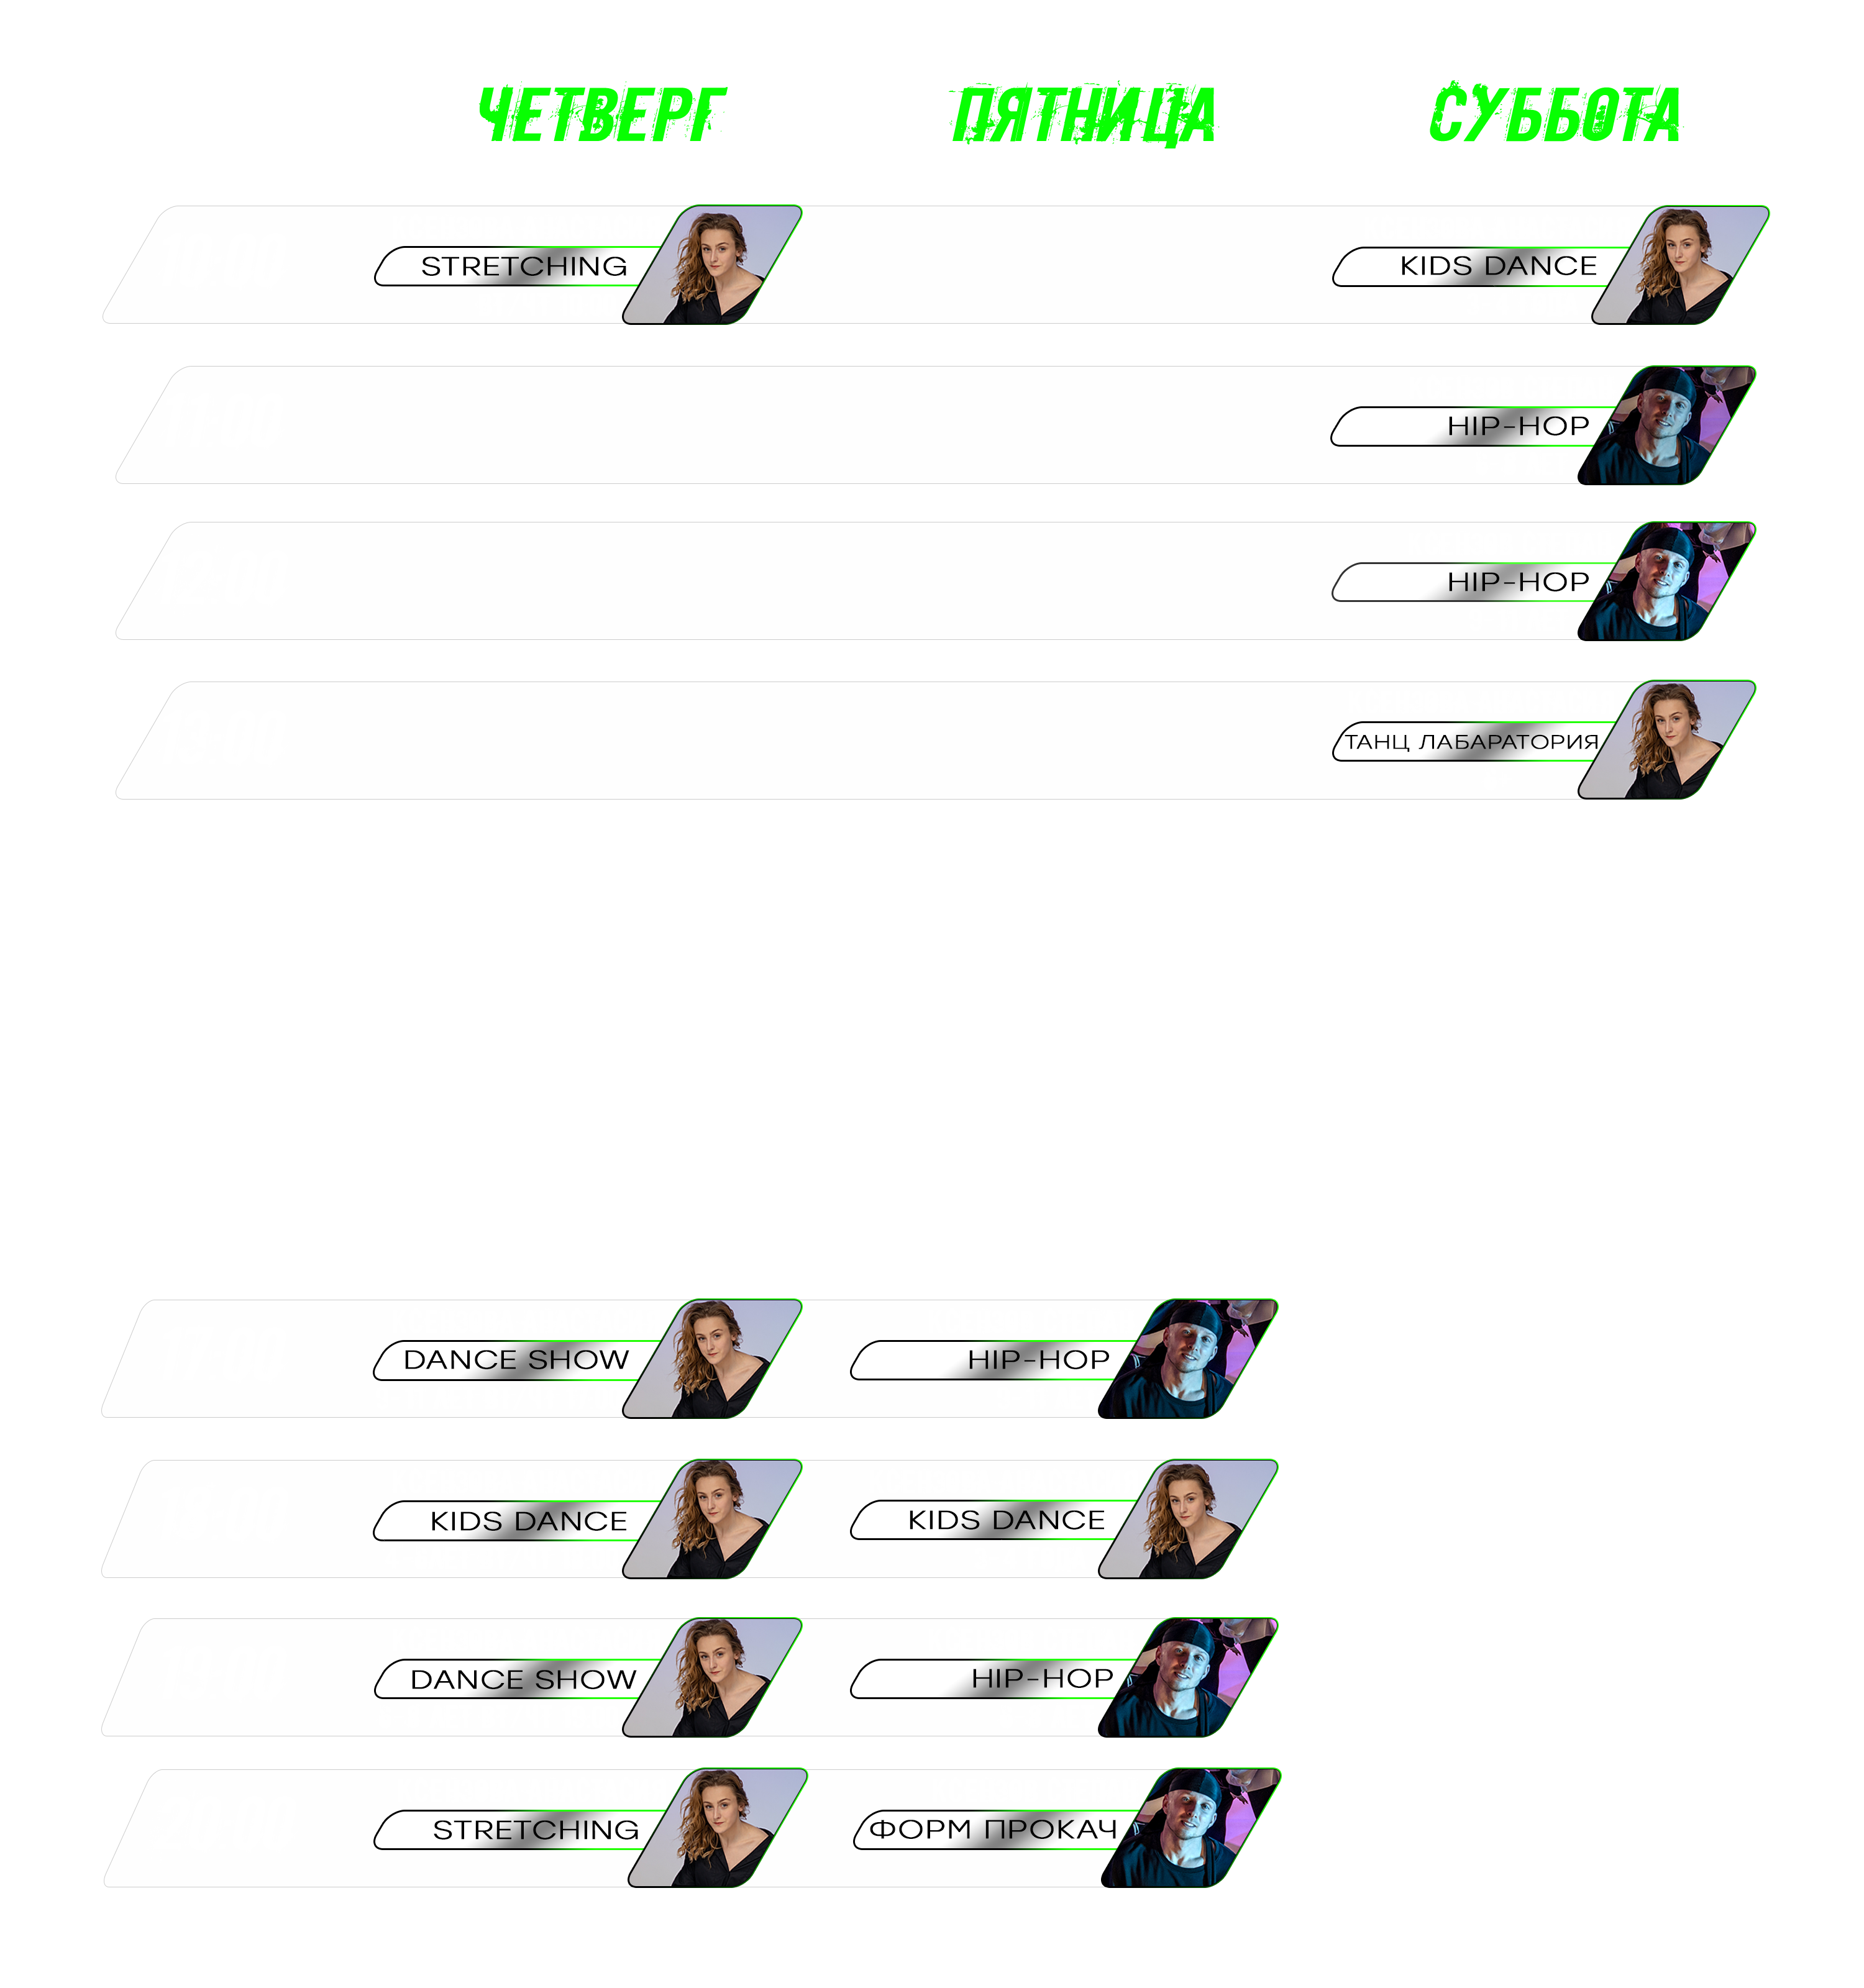 ЧЕТВЕРГ ПЯТНИЦА СУББОТА
STRETCHING KIDS DANCE
HIP-HOP
HIP-HOP
ТАНЦ ЛАБАРАТОРИЯ
DANCE SHOW HIP-HOP
KIDS DANCE KIDS DANCE
DANCE SHOW HIP-HOP
STRETCHING ФОРМ ПРОКАЧ